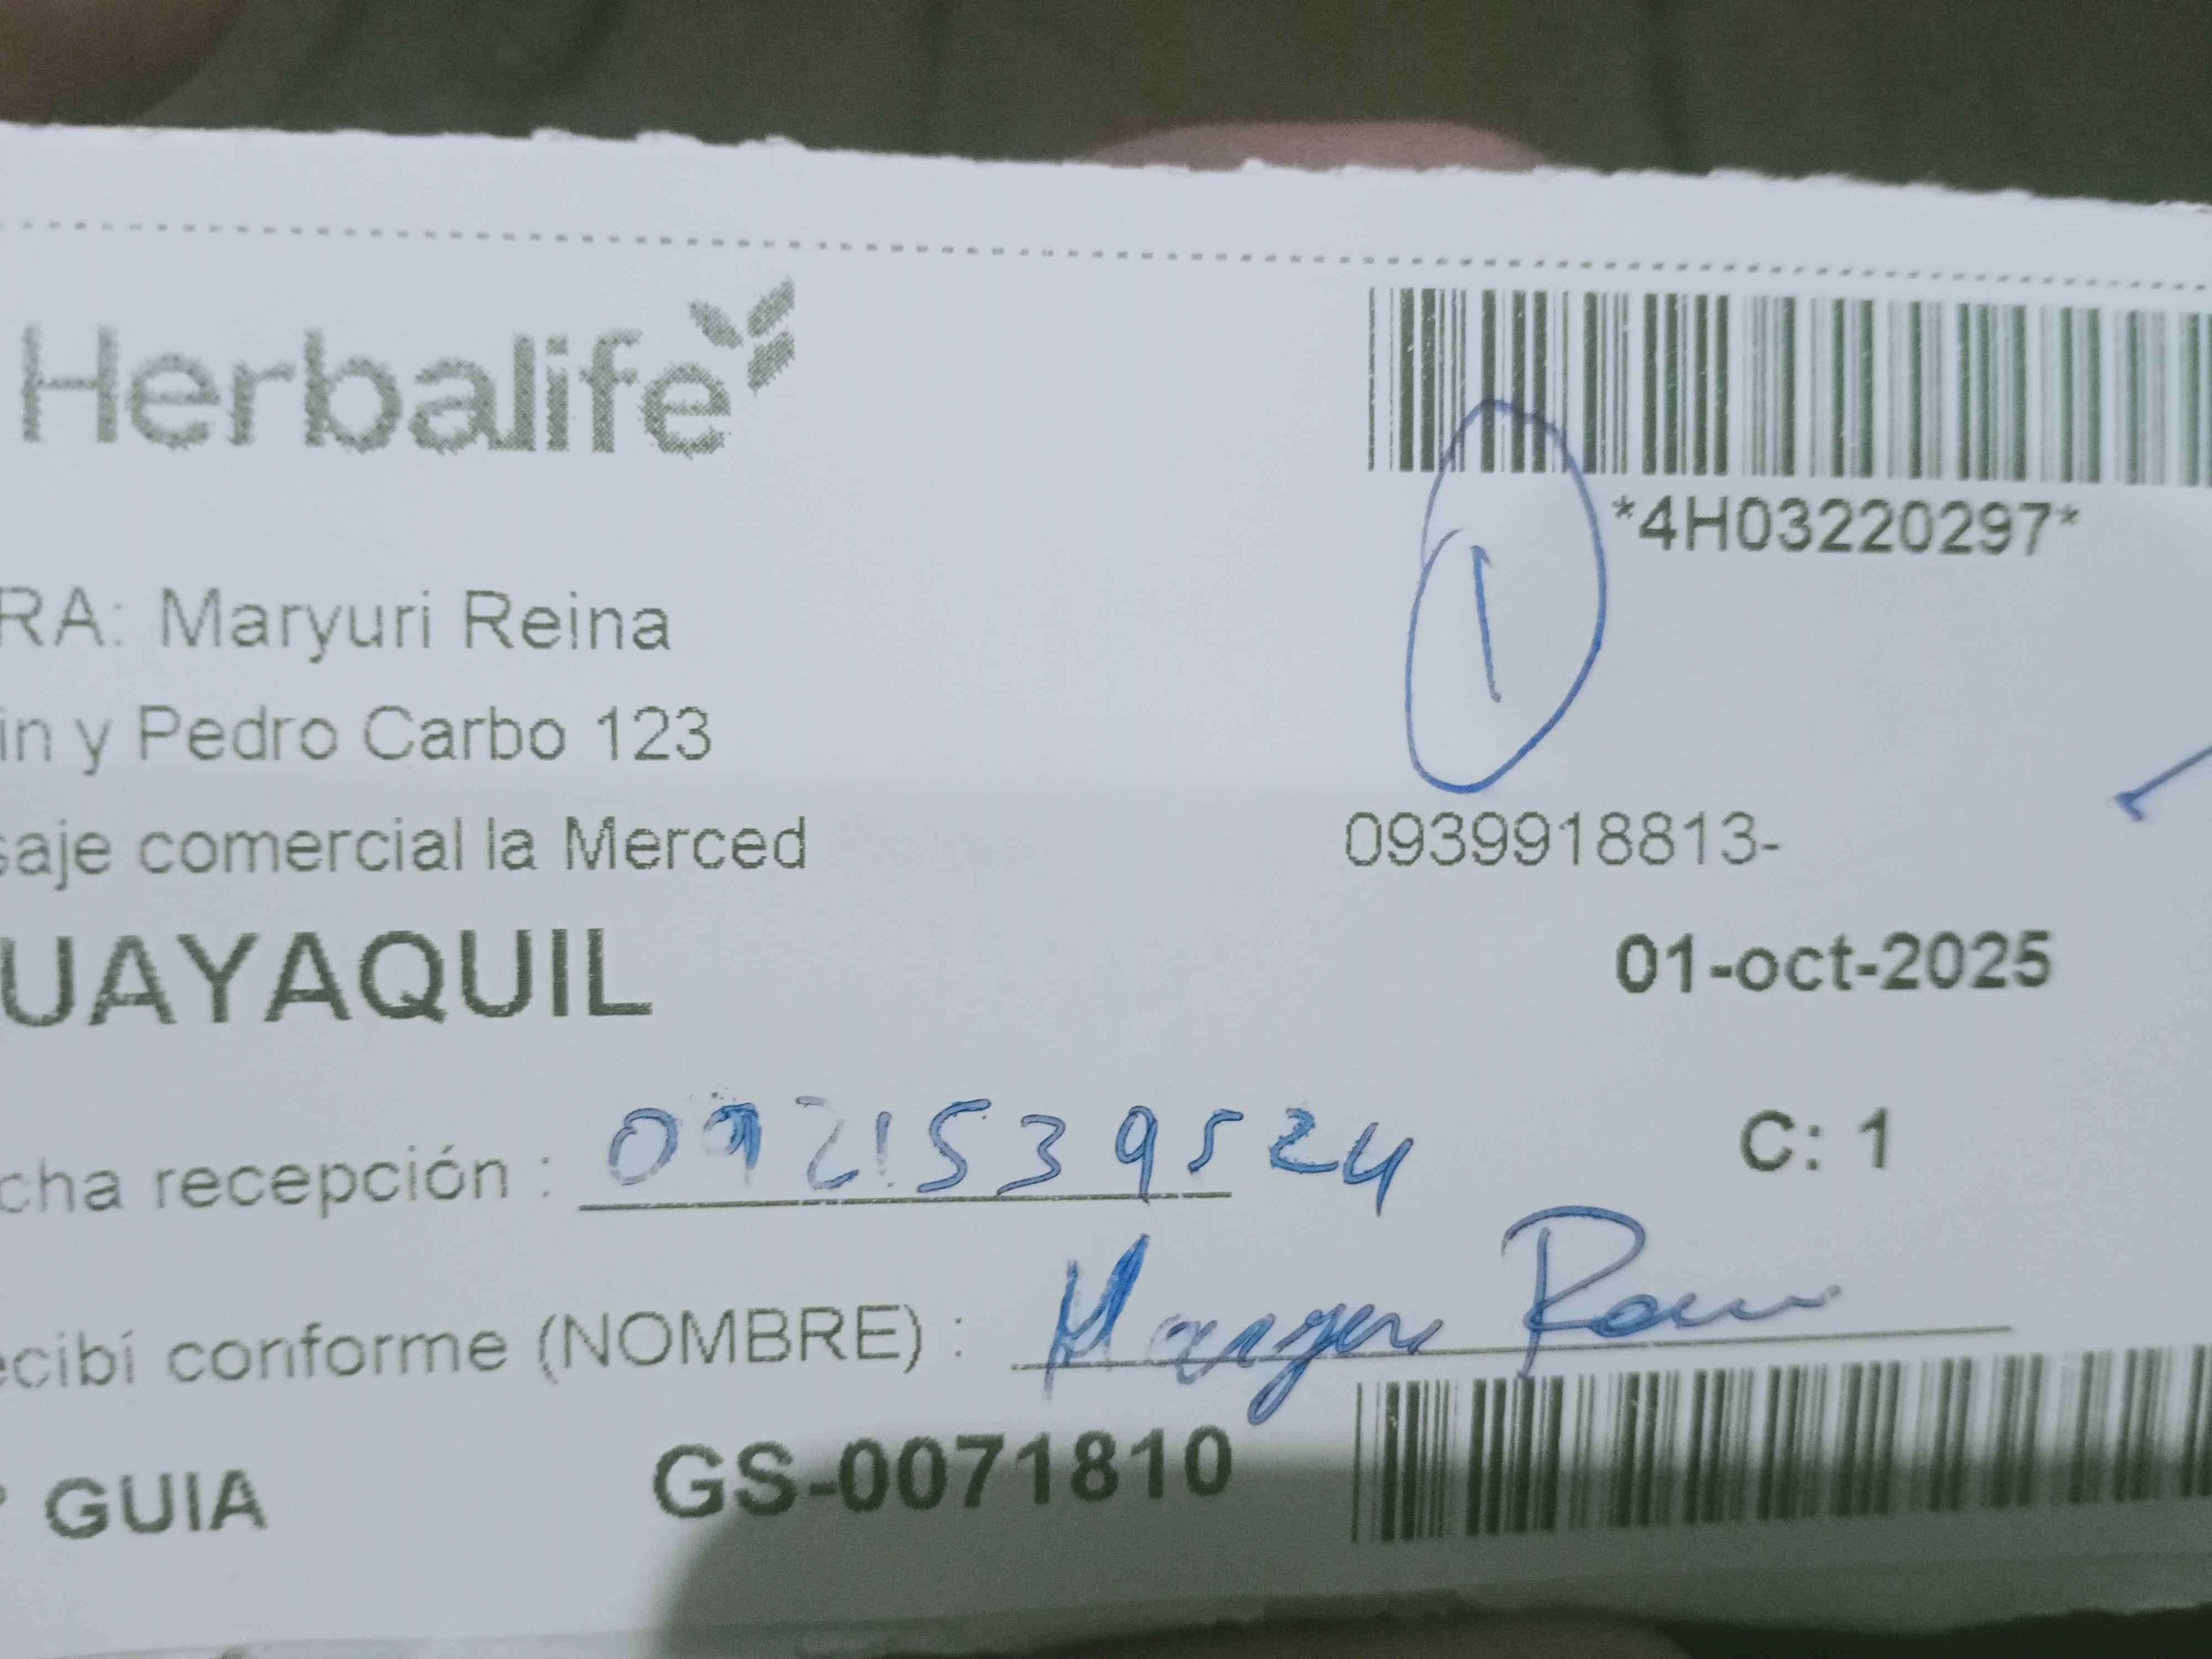 Herbalife
*4H03220297*
RA: Maryuri Reina
1
in y Pedro Carbo 123
saje comercial la Merced
0939918813-
UAYAQUIL
01-oct-2025
cha recepción : 0921539524
C: 1
ecibí conforme (NOMBRE) :
GUIA GS-0071810